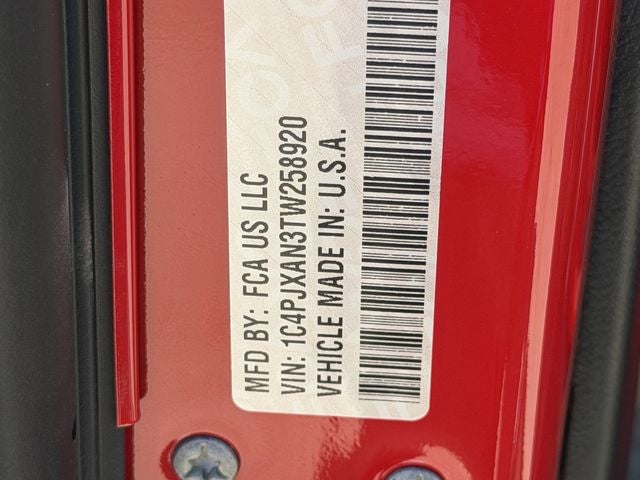 MFD BY: FCA US LLC
VIN: 1C4PJXAN3TW258920
VEHICLE MADE IN: U.S.A.